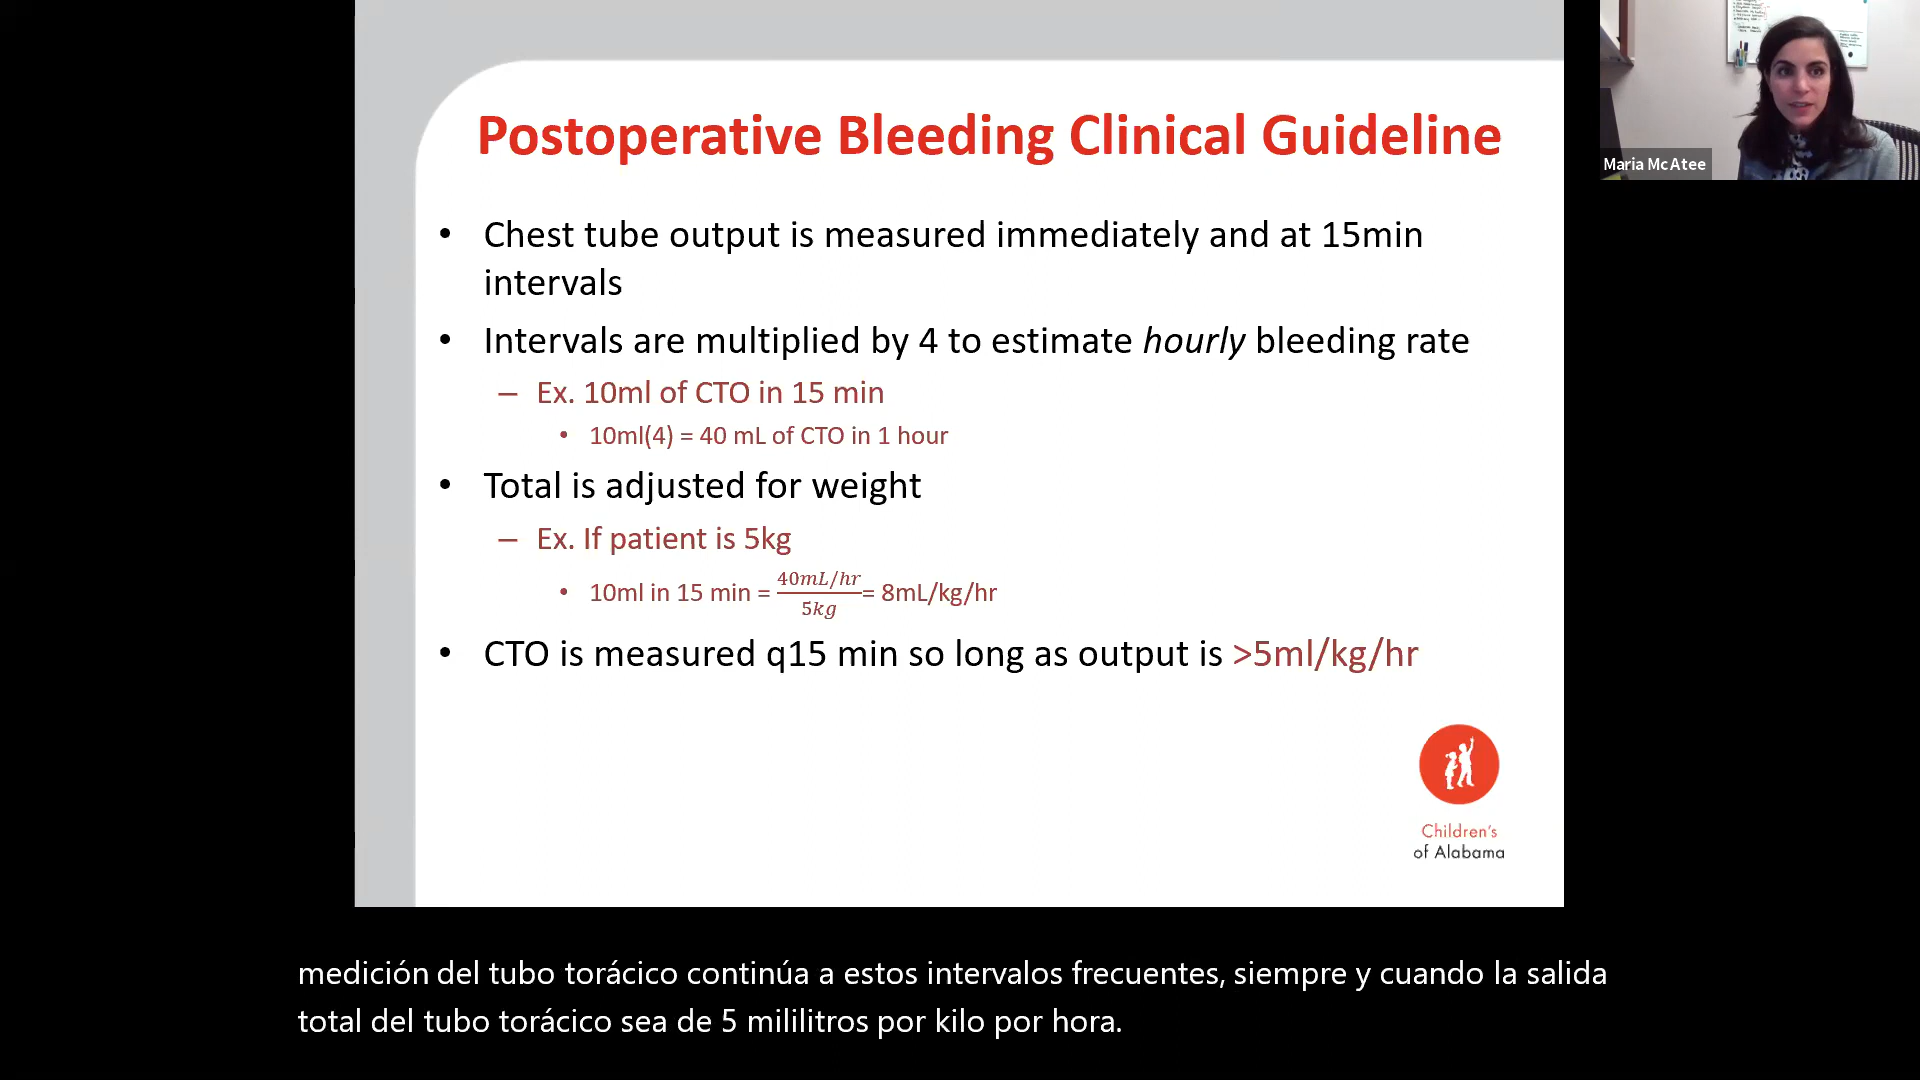 Postoperative Bleeding Clinical Guideline
• Chest tube output is measured immediately and at 15min
intervals
• Intervals are multiplied by 4 to estimate hourly bleeding rate
– Ex. 10ml of CTO in 15 min
• 10ml(4) = 40 mL of CTO in 1 hour
• Total is adjusted for weight
– Ex. If patient is 5kg
• 10ml in 15 min = 40mL/hr / 5kg = 8mL/kg/hr
• CTO is measured q15 min so long as output is >5ml/kg/hr
Children's
of Alabama
Maria McAtee
medición del tubo torácico continúa a estos intervalos frecuentes, siempre y cuando la salida
total del tubo torácico sea de 5 mililitros por kilo por hora.